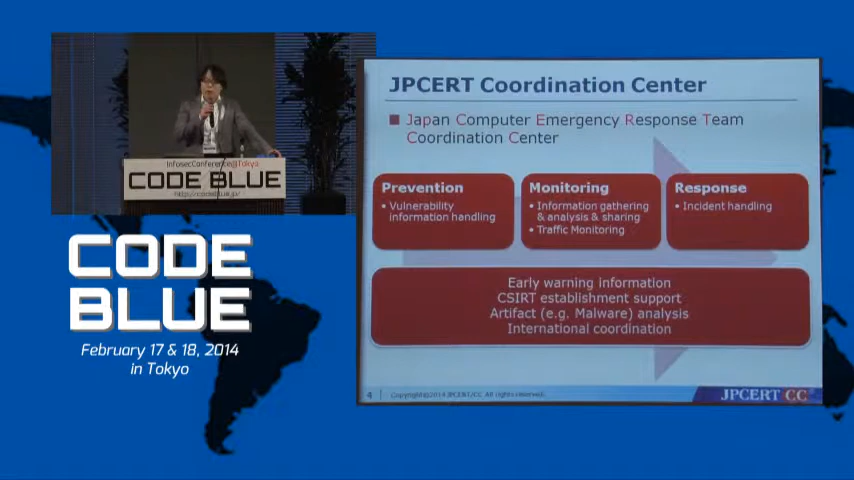 InfosecConference@Tokyo
CODE BLUE
CODE
BLUE
February 17 & 18, 2014
in Tokyo
JPCERT Coordination Center
■ Japan Computer Emergency Response Team
Coordination Center
Prevention
• Vulnerability
information handling
Monitoring
• Information gathering
& analysis & sharing
• Traffic Monitoring
Response
• Incident handling
Early warning information
CSIRT establishment support
Artifact (e.g. Malware) analysis
International coordination
4
Copyright©2014 JPCERT/CC All rights reserved.
JPCERT CC